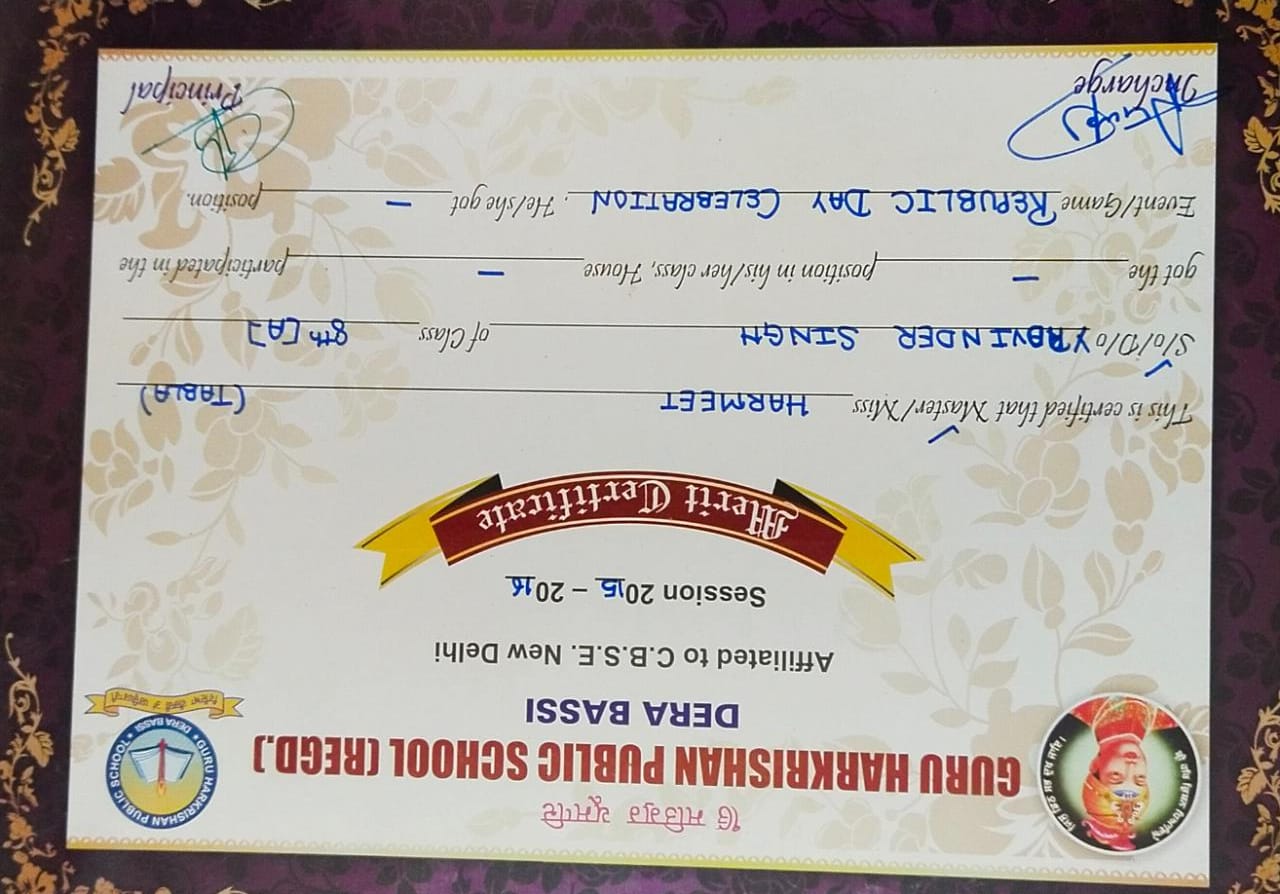 ੴ ਸਤਿਗੁਰ ਪ੍ਰਸਾਦਿ
GURU HARKRISHAN PUBLIC SCHOOL (REGD.)
DERA BASSI
GURU HARKRISHAN PUBLIC SCHOOL
DERA BASSI
Affiliated to C.B.S.E. New Delhi
Session 2015 – 2016
Merit Certificate
This is certified that Master/Miss HARMEET (TABLA)
S/o/D/o RAVINDER SINGH of Class 8th [A]
got the – position in his/her class, House – participated in the
Event/Game REPUBLIC DAY CELEBRATION. He/she got – position.
Incharge
Principal